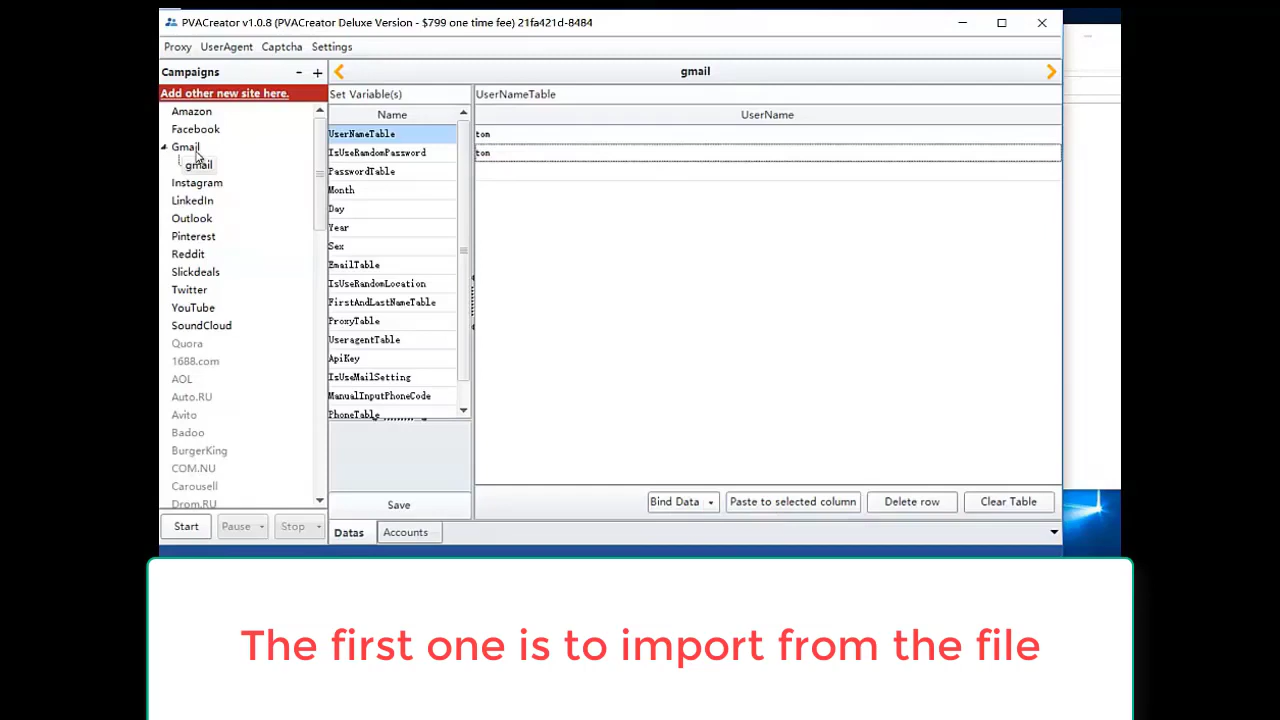 PVACreator v1.0.8 (PVACreator Deluxe Version - $799 one time fee) 21fa421d-8484
Proxy UserAgent Captcha Settings
Campaigns - +
gmail
Add other new site here.
Amazon
Facebook
Gmail
gmail
Instagram
LinkedIn
Outlook
Pinterest
Reddit
Slickdeals
Twitter
YouTube
SoundCloud
Quora
1688.com
AOL
Auto.RU
Avito
Badoo
BurgerKing
COM.NU
Carousell
Drom.RU
Start Pause Stop
Set Variable(s)
Name
UserNameTable
IsUseRandomPassword
PasswordTable
Month
Day
Year
Sex
EmailTable
IsUseRandomLocation
FirstAndLastNameTable
ProxyTable
UseragentTable
ApiKey
IsUseMailSetting
ManualInputPhoneCode
PhoneTable
Save
UserNameTable
UserName
tom
tom
Bind Data Paste to selected column Delete row Clear Table
Datas Accounts
The first one is to import from the file